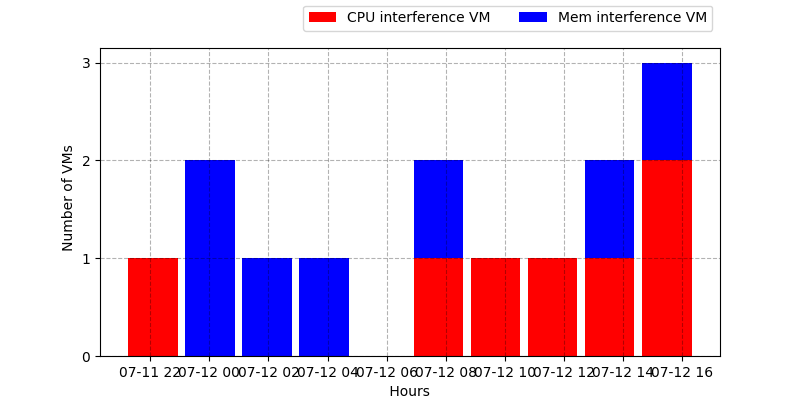 CPU interference VM Mem interference VM
3
2
1
0
Number of VMs
07-11 22 07-12 00 07-12 02 07-12 04 07-12 06 07-12 08 07-12 10 07-12 12 07-12 14 07-12 16
Hours